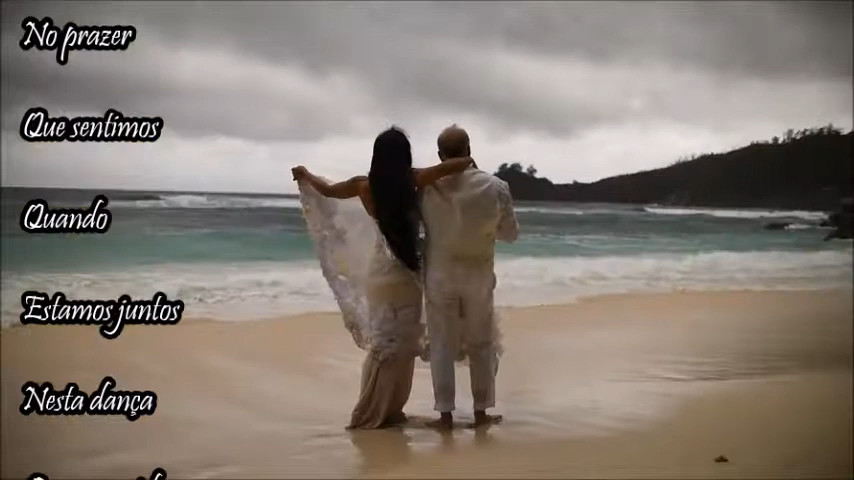 No prazer
Que sentimos
Quando
Estamos juntos
Nesta dança